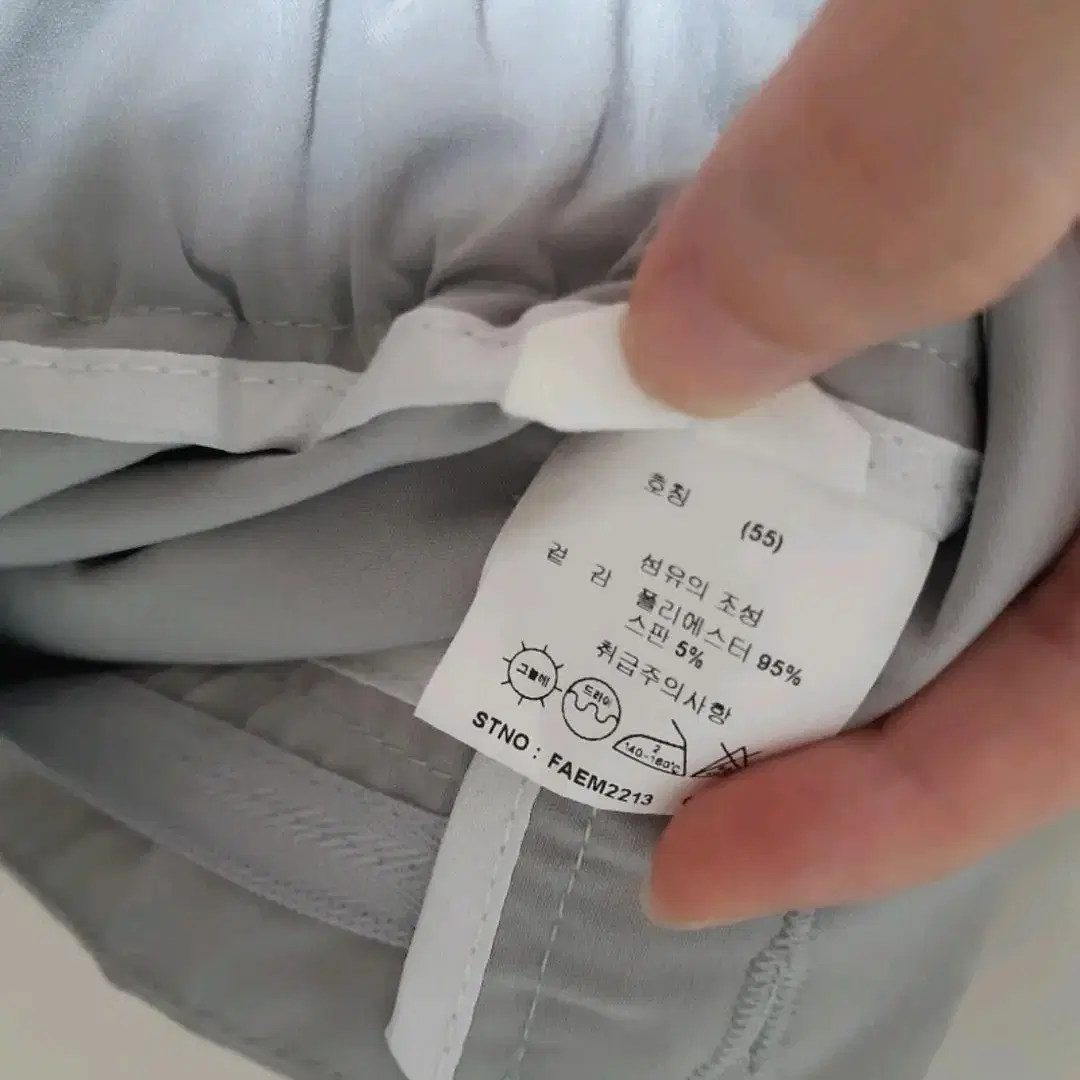 호칭
(55)
섬유의 조성
겉 감 폴리에스터 95%
스판 5%
취급주의사항
그늘에
드라이
2
140~160°C
STNO : FAEM2213